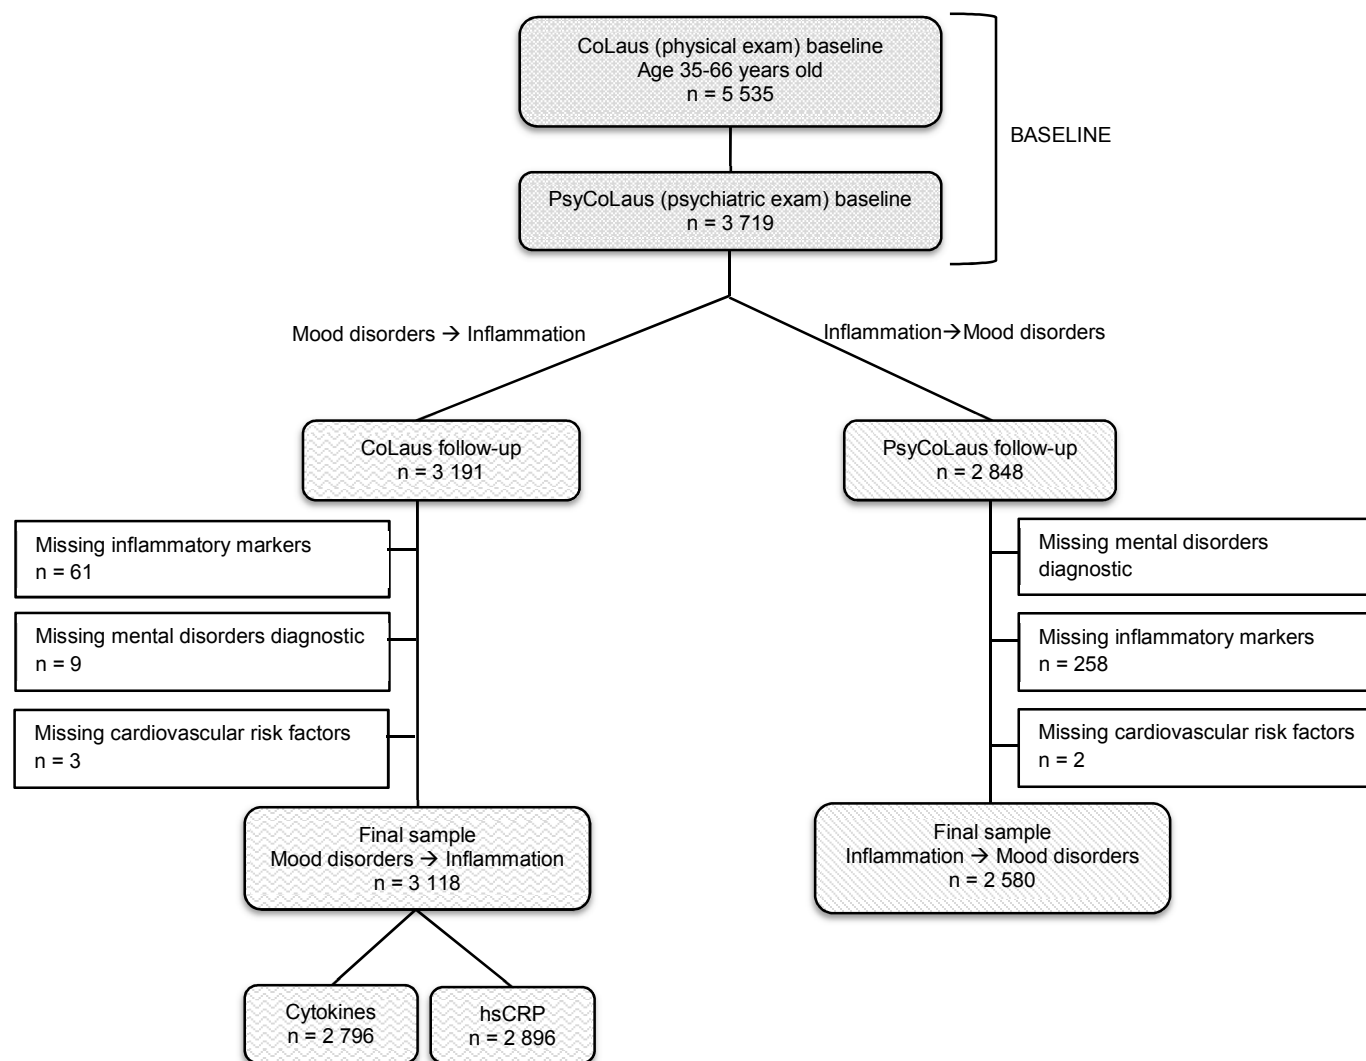 CoLaus (physical exam) baseline
Age 35-66 years old
n = 5 535
BASELINE
PsyCoLaus (psychiatric exam) baseline
n = 3 719
Mood disorders → Inflammation
Inflammation→Mood disorders
CoLaus follow-up
n = 3 191
PsyCoLaus follow-up
n = 2 848
Missing inflammatory markers
n = 61
Missing mental disorders
diagnostic
Missing mental disorders diagnostic
n = 9
Missing inflammatory markers
n = 258
Missing cardiovascular risk factors
n = 3
Missing cardiovascular risk factors
n = 2
Final sample
Mood disorders → Inflammation
n = 3 118
Final sample
Inflammation → Mood disorders
n = 2 580
Cytokines
n = 2 796
hsCRP
n = 2 896